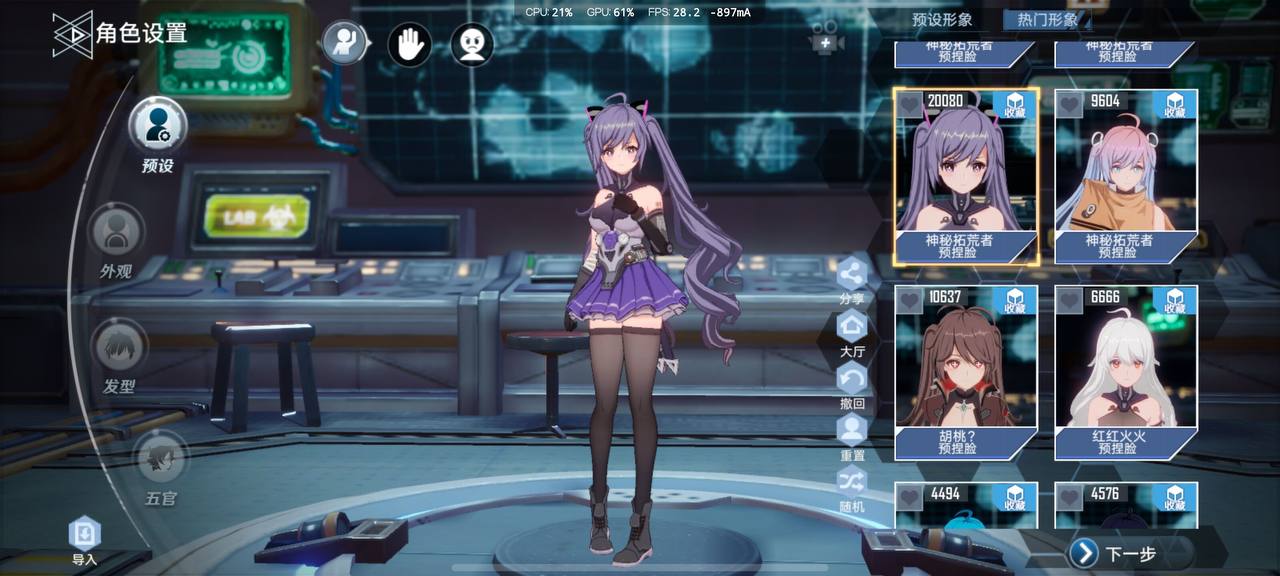 CPU: 21% GPU: 61% FPS: 28.2 -897mA
角色设置
预设形象
热门形象
神秘拓荒者
预捏脸
神秘拓荒者
预捏脸
预设
外观
发型
五官
导入
LAB
20080
收藏
神秘拓荒者
预捏脸
9604
收藏
神秘拓荒者
预捏脸
10637
收藏
胡桃?
预捏脸
6666
收藏
红红火火
预捏脸
4494
收藏
4576
收藏
分享
大厅
撤回
重置
随机
下一步